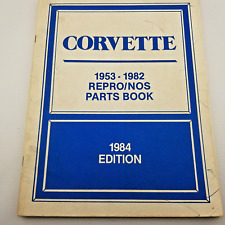 CORVETTE
1953-1982
REPRO/NOS
PARTS BOOK
1984
EDITION